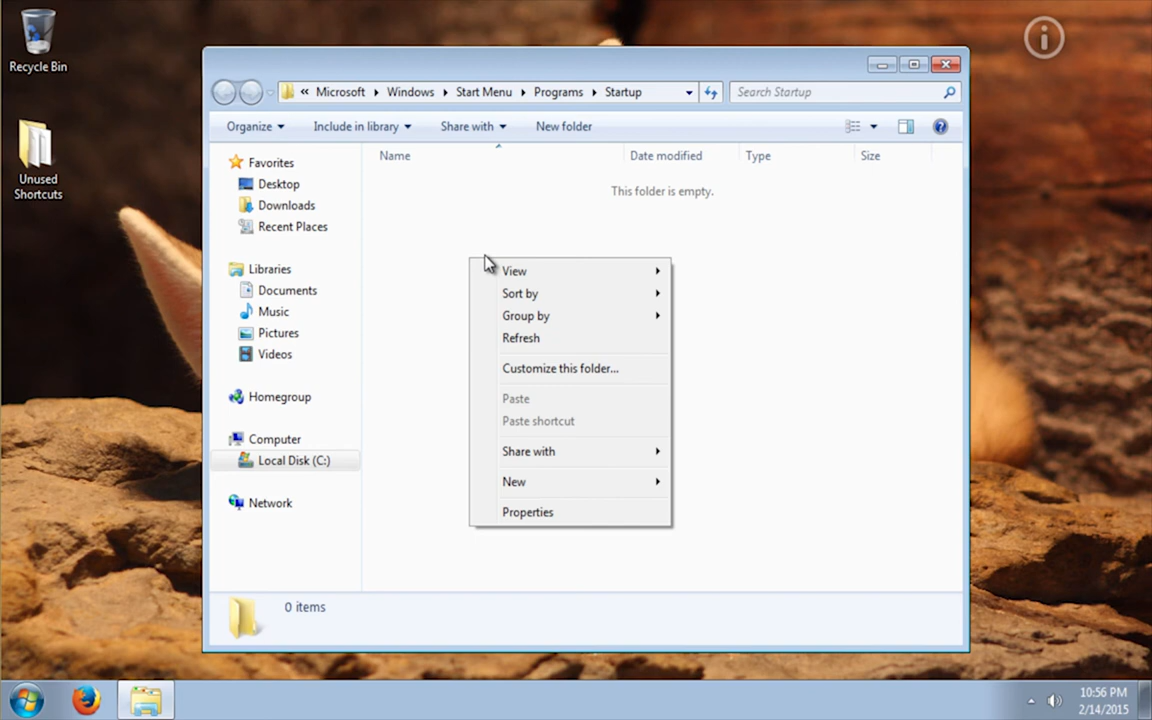 Recycle Bin
Unused
Shortcuts
« Microsoft Windows Start Menu Programs Startup
Search Startup
Organize Include in library Share with New folder
Favorites
Desktop
Downloads
Recent Places
Libraries
Documents
Music
Pictures
Videos
Homegroup
Computer
Local Disk (C:)
Network
Name Date modified Type Size
This folder is empty.
View
Sort by
Group by
Refresh
Customize this folder...
Paste
Paste shortcut
Share with
New
Properties
0 items
10:56 PM
2/14/2015